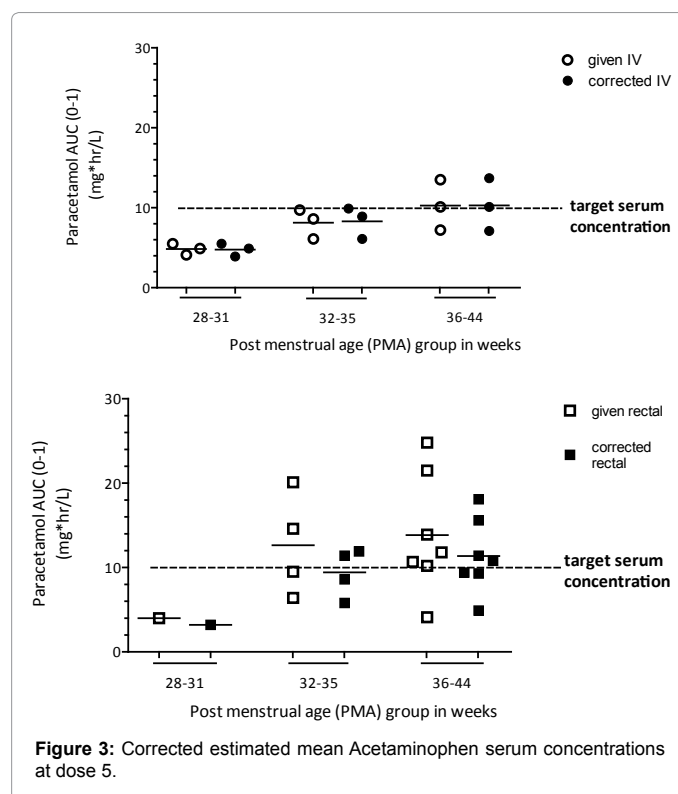 30
20
10
0
Paracetamol AUC (0-1)
(mg*hr/L)
given IV
corrected IV
target serum
concentration
28-31
32-35
36-44
Post menstrual age (PMA) group in weeks
30
20
10
0
Paracetamol AUC (0-1)
(mg*hr/L)
given rectal
corrected
rectal
target serum
concentration
28-31
32-35
36-44
Post menstrual age (PMA) group in weeks
Figure 3: Corrected estimated mean Acetaminophen serum concentrations
at dose 5.